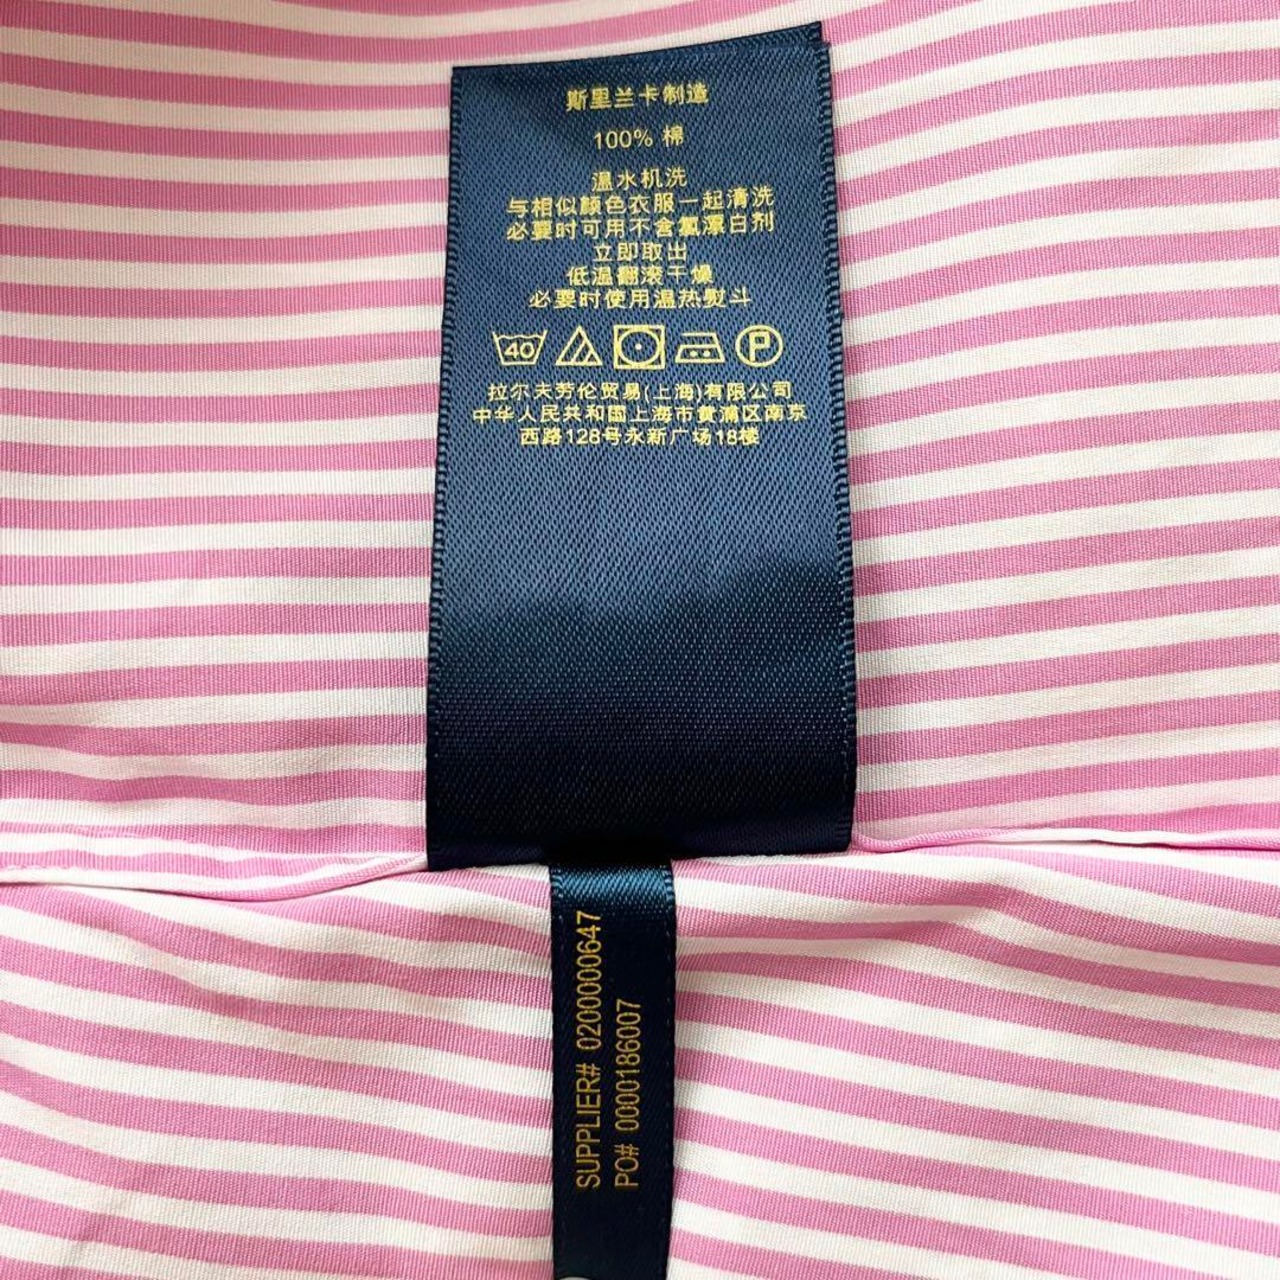 斯里兰卡制造
100% 棉
温水机洗
与相似颜色衣服一起清洗
必要时可用不含氯漂白剂
立即取出
低温翻滚干燥
必要时使用温热熨斗
40 P
拉尔夫劳伦贸易(上海)有限公司
中华人民共和国上海市黄浦区南京
西路128号永新广场18楼
SUPPLIER# 0200000647
PO# 0000186007